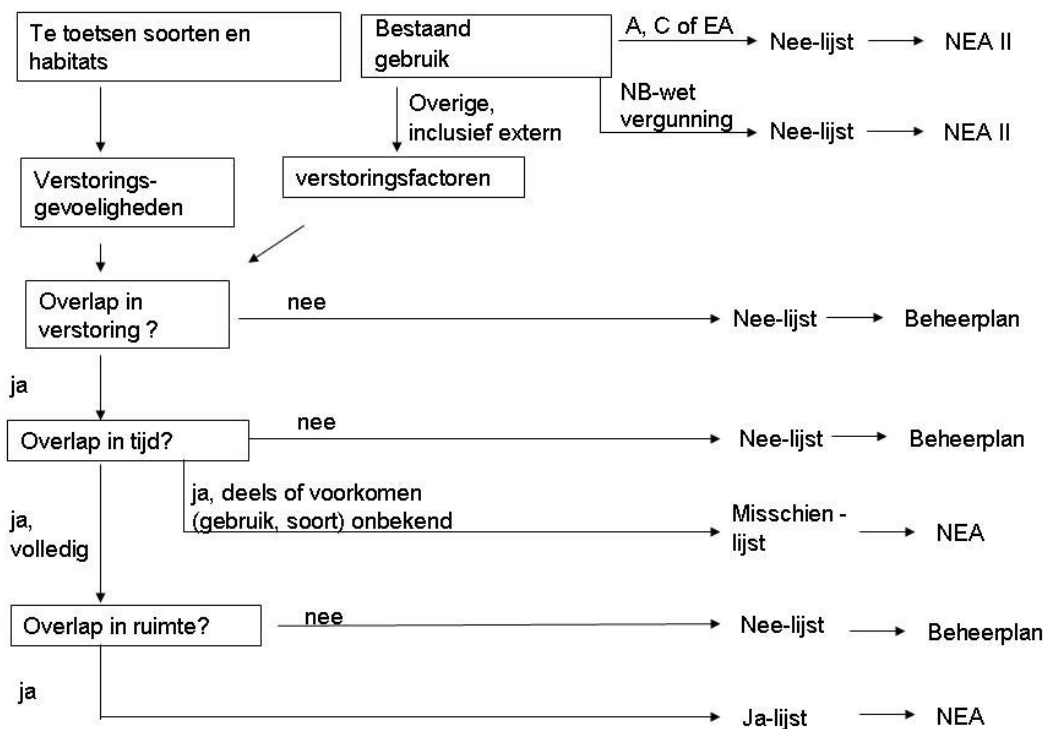 Te toetsen soorten en
habitats
Bestaand
gebruik
A, C of EA
Nee-lijst
NEA II
Overige,
inclusief extern
NB-wet
vergunning
Nee-lijst
NEA II
Verstorings-
gevoeligheden
verstoringsfactoren
Overlap in
verstoring ?
nee
Nee-lijst
Beheerplan
ja
Overlap in tijd?
nee
Nee-lijst
Beheerplan
ja, deels of voorkomen
(gebruik, soort) onbekend
Misschien -
lijst
NEA
ja,
volledig
Overlap in ruimte?
nee
Nee-lijst
Beheerplan
ja
Ja-lijst
NEA